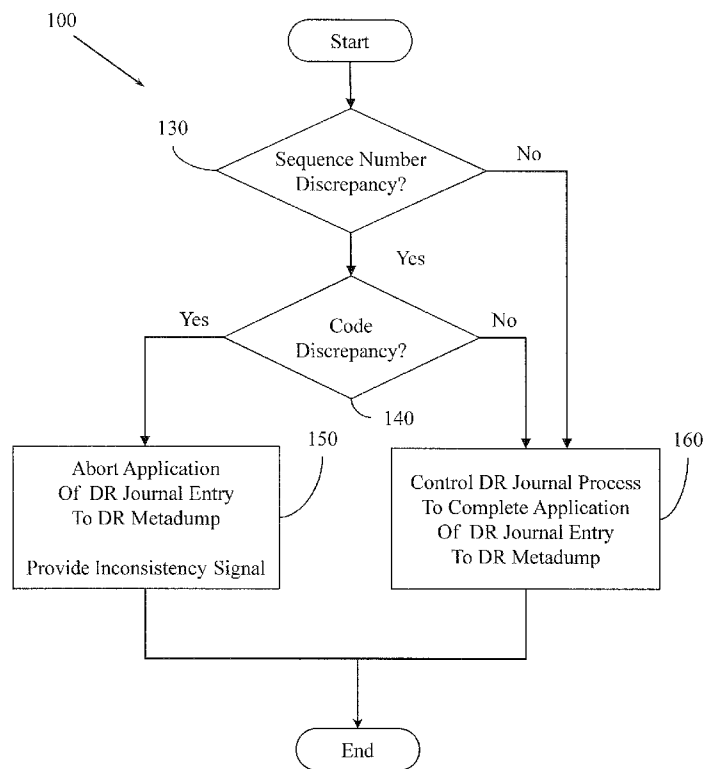 100
Start
130
Sequence Number
Discrepancy?
No
Yes
Yes
Code
Discrepancy?
No
140
150
Abort Application
Of DR Journal Entry
To DR Metadump
Provide Inconsistency Signal
160
Control DR Journal Process
To Complete Application
Of DR Journal Entry
To DR Metadump
End